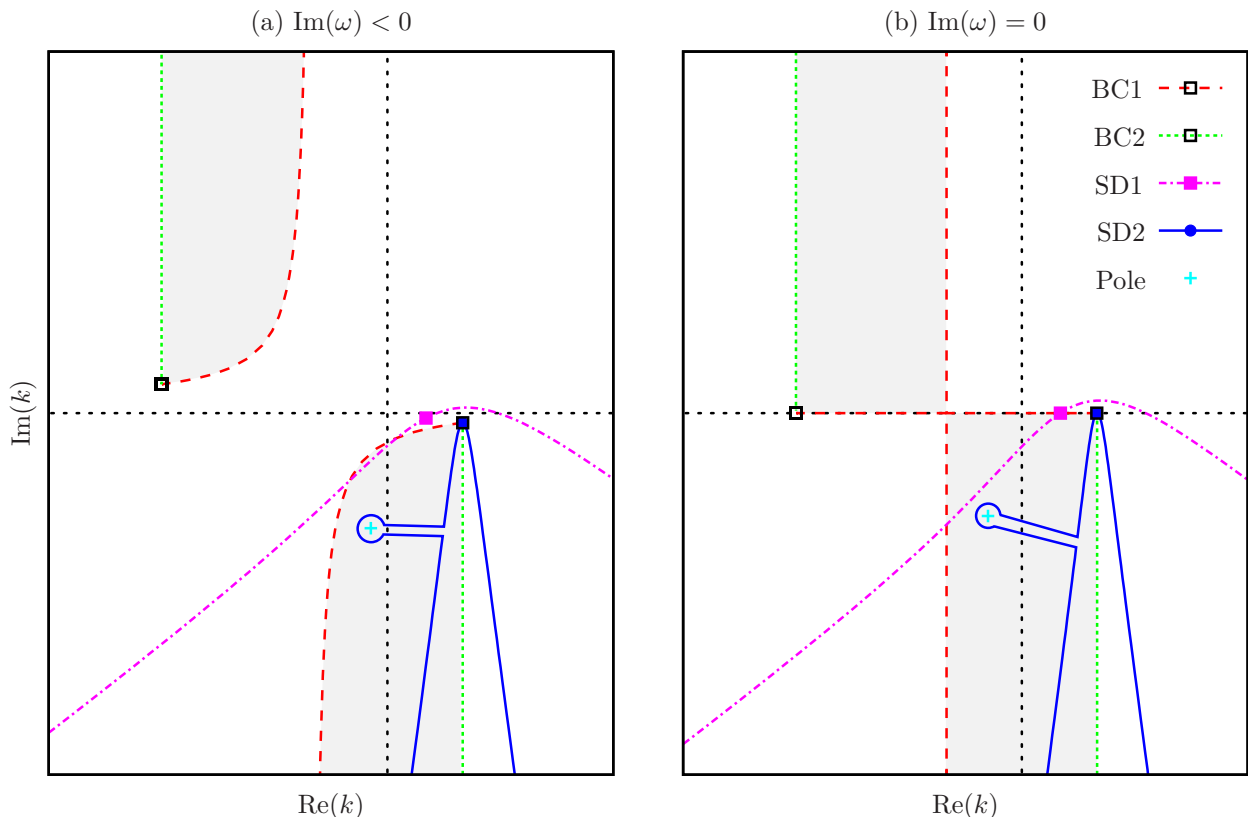 (a) Im(ω) < 0
(b) Im(ω) = 0
BC1
BC2
SD1
SD2
Pole
Im(k)
Re(k)
Re(k)